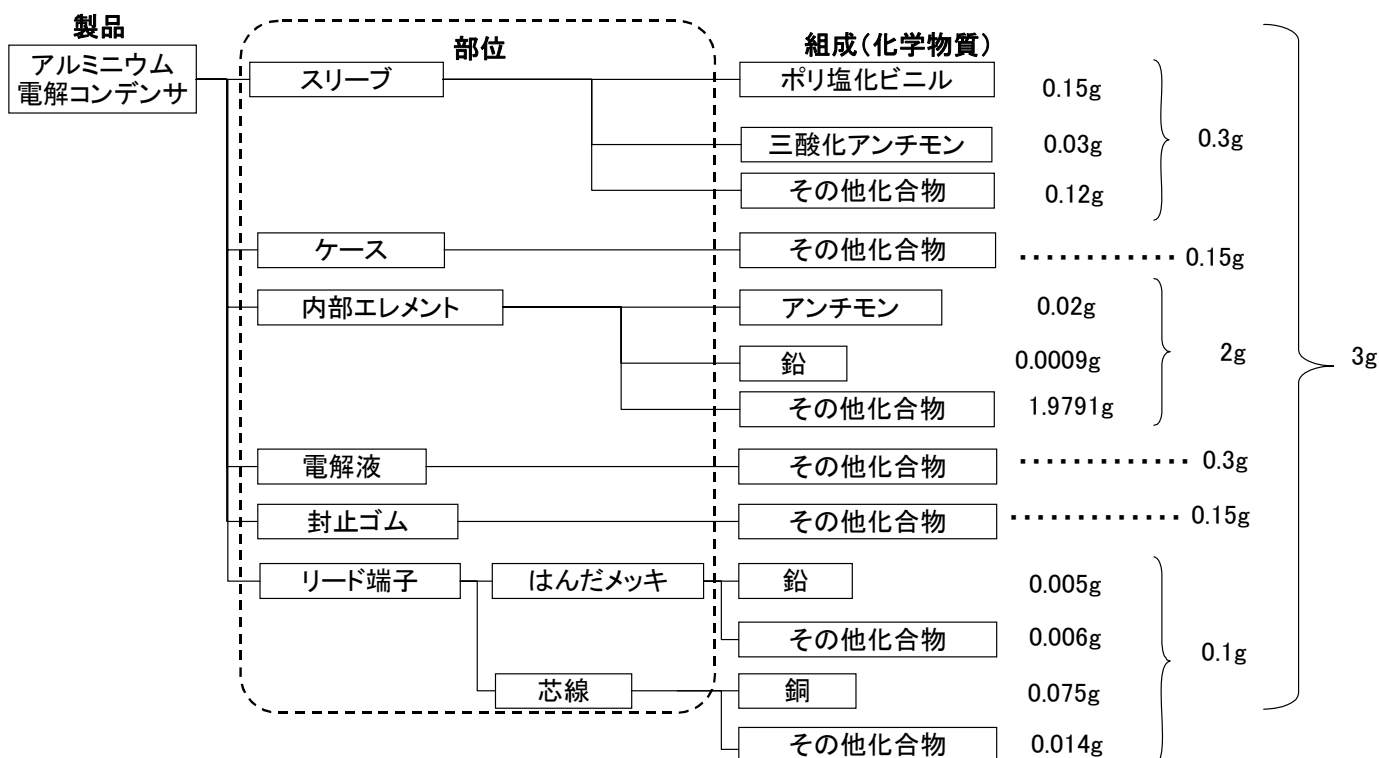 製品
アルミニウム
電解コンデンサ
部位
組成(化学物質)
スリーブ
ポリ塩化ビニル
0.15g
三酸化アンチモン
0.03g
0.3g
その他化合物
0.12g
ケース
その他化合物
0.15g
内部エレメント
アンチモン
0.02g
鉛
0.0009g
2g
3g
その他化合物
1.9791g
電解液
その他化合物
0.3g
封止ゴム
その他化合物
0.15g
リード端子
はんだメッキ
鉛
0.005g
その他化合物
0.006g
0.1g
芯線
銅
0.075g
その他化合物
0.014g